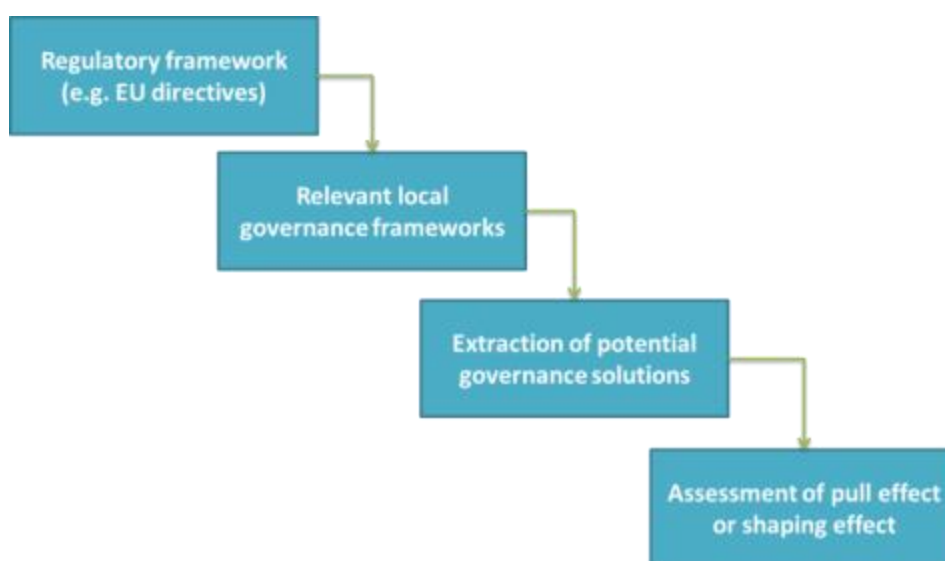 Regulatory framework
(e.g. EU directives)
Relevant local
governance frameworks
Extraction of potential
governance solutions
Assessment of pull effect
or shaping effect